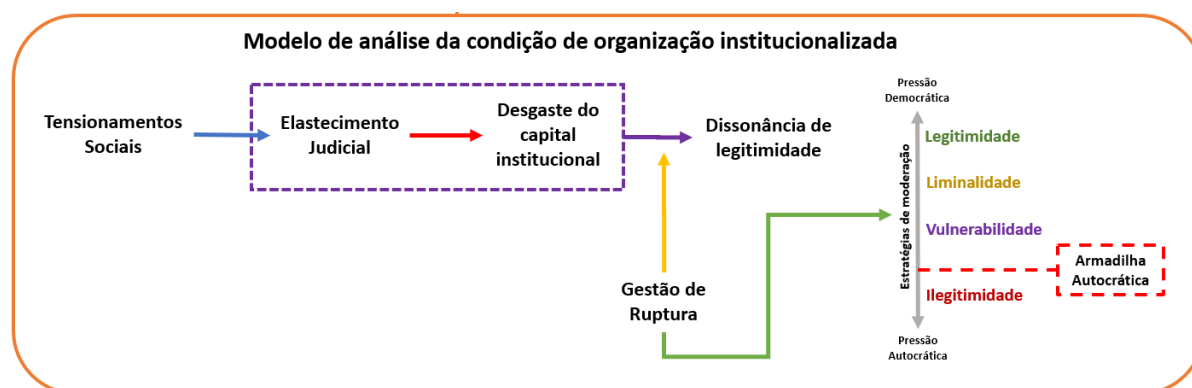 Modelo de análise da condição de organização institucionalizada
Tensionamentos
Sociais
Elastecimento
Judicial
Desgaste do
capital
institucional
Dissonância de
legitimidade
Gestão de
Ruptura
Pressão
Democrática
Estratégias de moderação
Legitimidade
Liminalidade
Vulnerabilidade
Ilegitimidade
Armadilha
Autocrática
Pressão
Autocrática